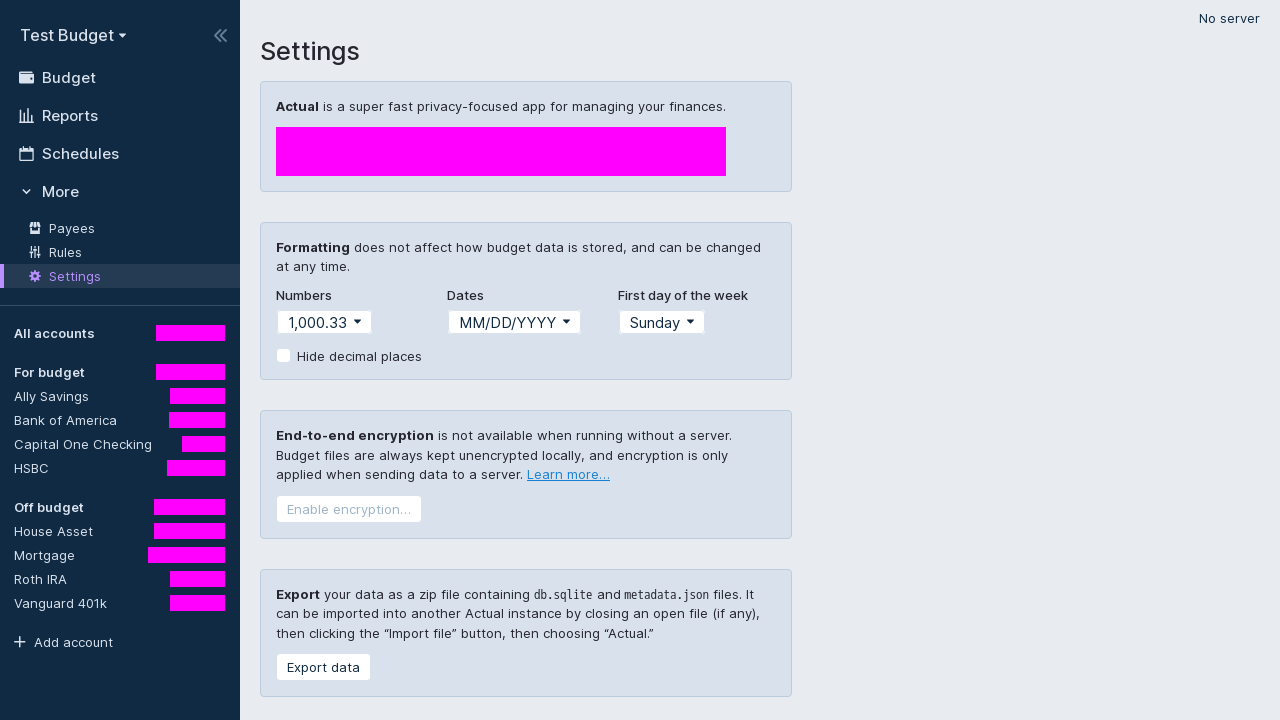 Test Budget
Budget
Reports
Schedules
More
Payees
Rules
Settings
All accounts
For budget
Ally Savings
Bank of America
Capital One Checking
HSBC
Off budget
House Asset
Mortgage
Roth IRA
Vanguard 401k
Add account
No server
Settings
Actual is a super fast privacy-focused app for managing your finances.
Formatting does not affect how budget data is stored, and can be changed
at any time.
Numbers Dates First day of the week
1,000.33 MM/DD/YYYY Sunday
Hide decimal places
End-to-end encryption is not available when running without a server.
Budget files are always kept unencrypted locally, and encryption is only
applied when sending data to a server. Learn more…
Enable encryption…
Export your data as a zip file containing db.sqlite and metadata.json files. It
can be imported into another Actual instance by closing an open file (if any),
then clicking the “Import file” button, then choosing “Actual.”
Export data